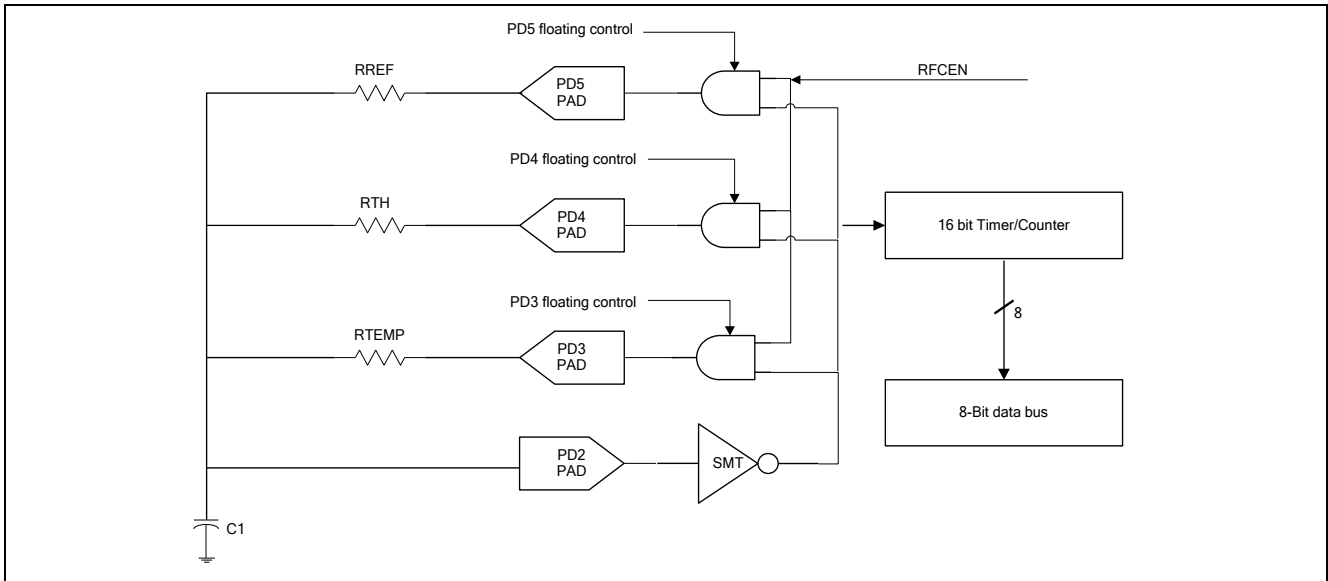 PD5 floating control
RREF
PD5
PAD
RFCEN
PD4 floating control
RTH
PD4
PAD
16 bit Timer/Counter
PD3 floating control
8
RTEMP
PD3
PAD
8-Bit data bus
PD2
PAD
SMT
C1